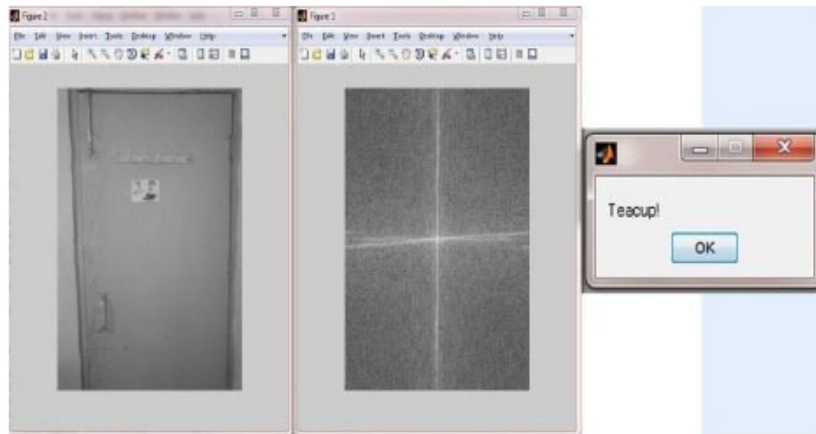 Figure 2
File Edit View Insert Tools Desktop Window Help
Figure 1
File Edit View Insert Tools Desktop Window Help
Teacup!
OK